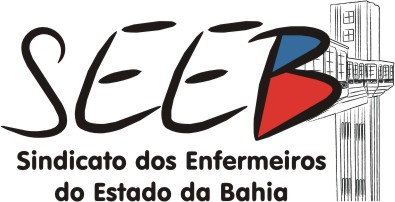 SEEB
Sindicato dos Enfermeiros
do Estado da Bahia